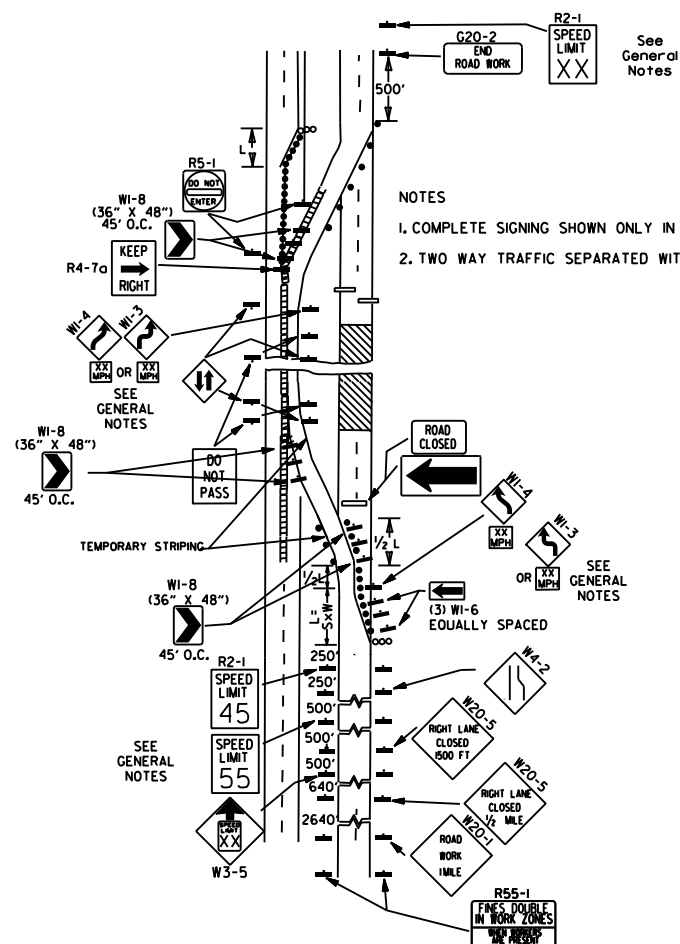 R2-1
SPEED
LIMIT
XX
See
General
Notes
G20-2
END
ROAD WORK
500'
L
R5-1
DO NOT
ENTER
W1-8
(36" X 48")
45' O.C.
R4-7a
KEEP
RIGHT
NOTES
1. COMPLETE SIGNING SHOWN ONLY IN
2. TWO WAY TRAFFIC SEPARATED WIT
W1-4
W1-3
XX
MPH
OR
XX
MPH
SEE
GENERAL
NOTES
W1-8
(36" X 48")
45' O.C.
DO
NOT
PASS
ROAD
CLOSED
W1-4
XX
MPH
W1-3
OR
XX
MPH
SEE
GENERAL
NOTES
TEMPORARY STRIPING
1/2 L
1/2L
L=
SxW
W1-8
(36" X 48")
45' O.C.
(3) W1-6
EQUALLY SPACED
R2-1
SPEED
LIMIT
45
250'
250'
500'
500'
500'
640'
2640'
W4-2
SEE
GENERAL
NOTES
SPEED
LIMIT
55
W20-5
RIGHT LANE
CLOSED
1500 FT
W20-5
RIGHT LANE
CLOSED
1/2 MILE
SPEED
LIMIT
XX
W3-5
W20-1
ROAD
WORK
1 MILE
R55-1
FINES DOUBLE
IN WORK ZONES
WHEN WORKERS
ARE PRESENT